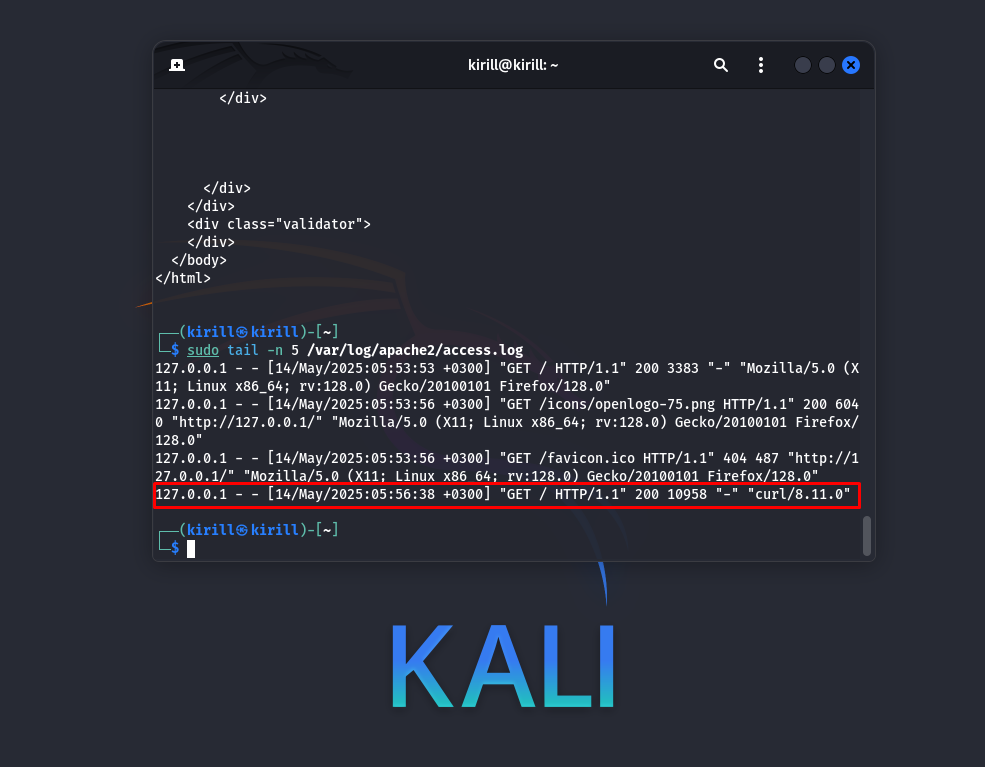 kirill@kirill: ~
</div>
</div>
</div>
<div class="validator">
</div>
</body>
</html>
┌──(kirill㉿kirill)-[~]
└─$ sudo tail -n 5 /var/log/apache2/access.log
127.0.0.1 - - [14/May/2025:05:53:53 +0300] "GET / HTTP/1.1" 200 3383 "-" "Mozilla/5.0 (X
11; Linux x86_64; rv:128.0) Gecko/20100101 Firefox/128.0"
127.0.0.1 - - [14/May/2025:05:53:56 +0300] "GET /icons/openlogo-75.png HTTP/1.1" 200 604
0 "http://127.0.0.1/" "Mozilla/5.0 (X11; Linux x86_64; rv:128.0) Gecko/20100101 Firefox/
128.0"
127.0.0.1 - - [14/May/2025:05:53:56 +0300] "GET /favicon.ico HTTP/1.1" 404 487 "http://1
27.0.0.1/" "Mozilla/5.0 (X11; Linux x86_64; rv:128.0) Gecko/20100101 Firefox/128.0"
127.0.0.1 - - [14/May/2025:05:56:38 +0300] "GET / HTTP/1.1" 200 10958 "-" "curl/8.11.0"
┌──(kirill㉿kirill)-[~]
└─$
KALI